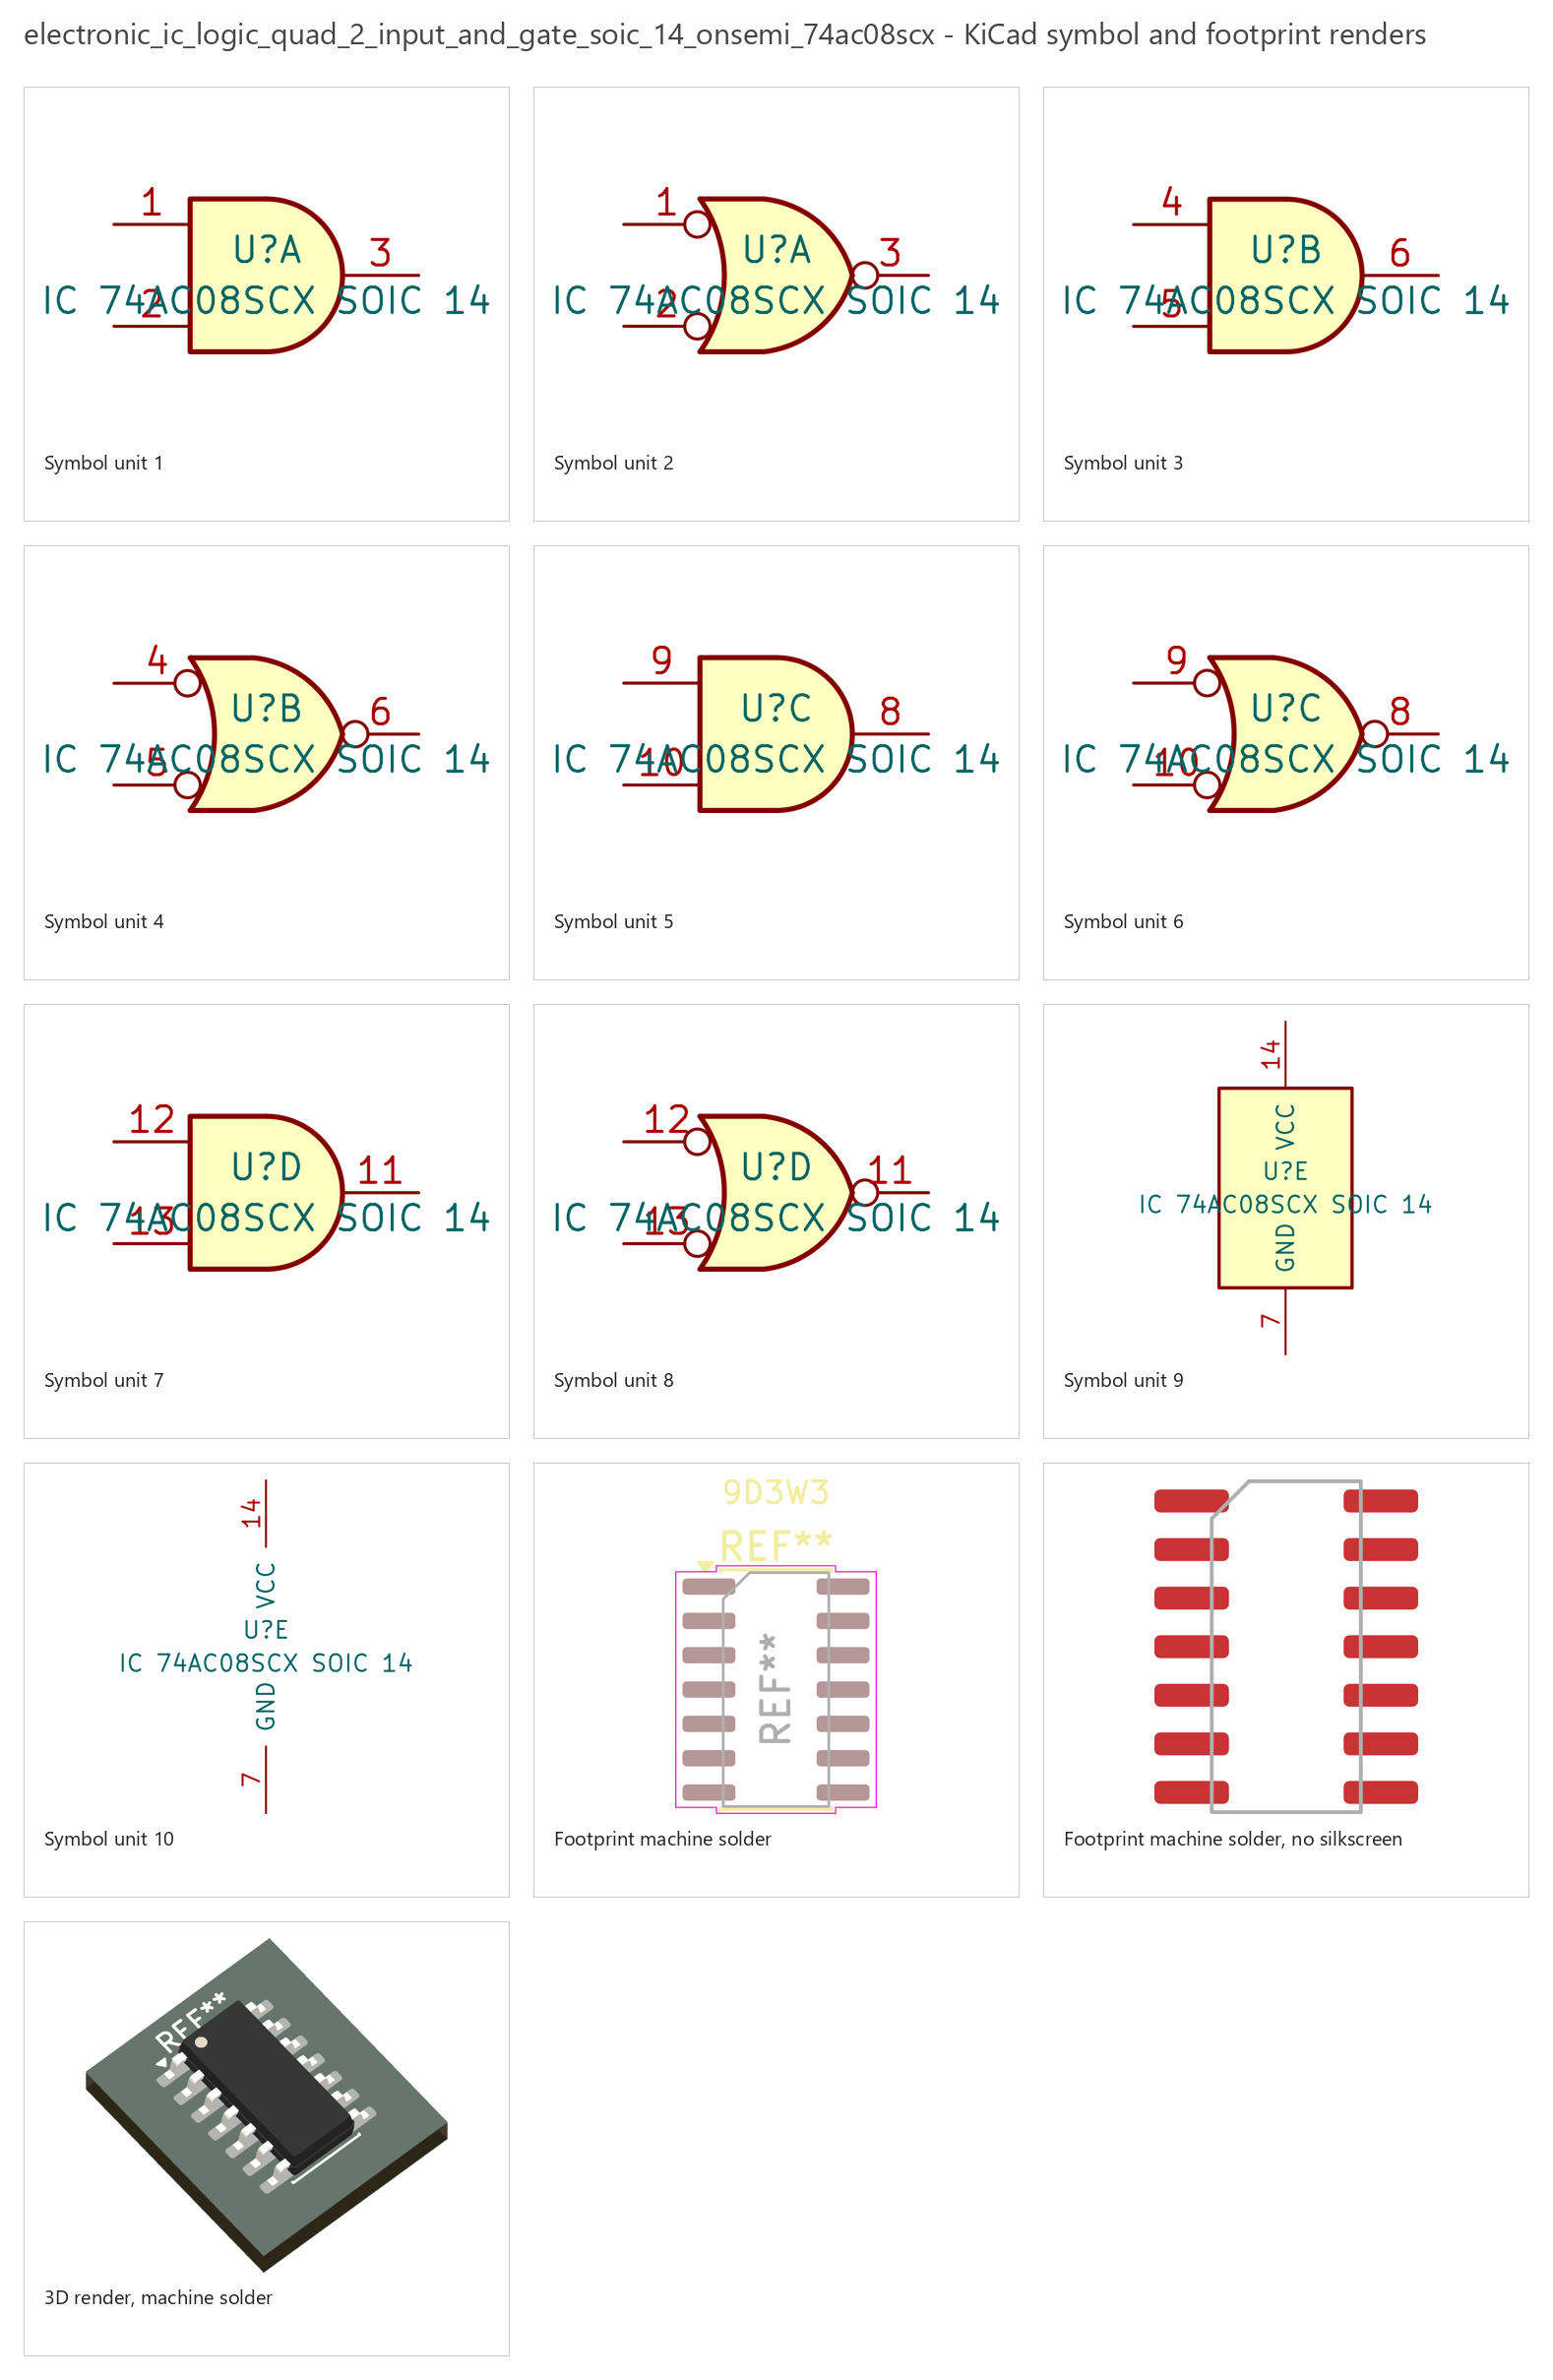 electronic_ic_logic_quad_2_input_and_gate_soic_14_onsemi_74ac08scx - KiCad symbol and footprint renders
1
U?A
3
IC 74AC08SCX SOIC 14
2
Symbol unit 1
1
U?A
3
IC 74AC08SCX SOIC 14
2
Symbol unit 2
4
U?B
6
IC 74AC08SCX SOIC 14
5
Symbol unit 3
4
U?B
6
IC 74AC08SCX SOIC 14
5
Symbol unit 4
9
U?C
8
IC 74AC08SCX SOIC 14
10
Symbol unit 5
9
U?C
8
IC 74AC08SCX SOIC 14
10
Symbol unit 6
12
U?D
11
IC 74AC08SCX SOIC 14
13
Symbol unit 7
12
U?D
11
IC 74AC08SCX SOIC 14
13
Symbol unit 8
14
VCC
U?E
IC 74AC08SCX SOIC 14
GND
7
Symbol unit 9
14
VCC
U?E
IC 74AC08SCX SOIC 14
GND
7
Symbol unit 10
9D3W3
REF**
REF**
Footprint machine solder
Footprint machine solder, no silkscreen
REF**
3D render, machine solder